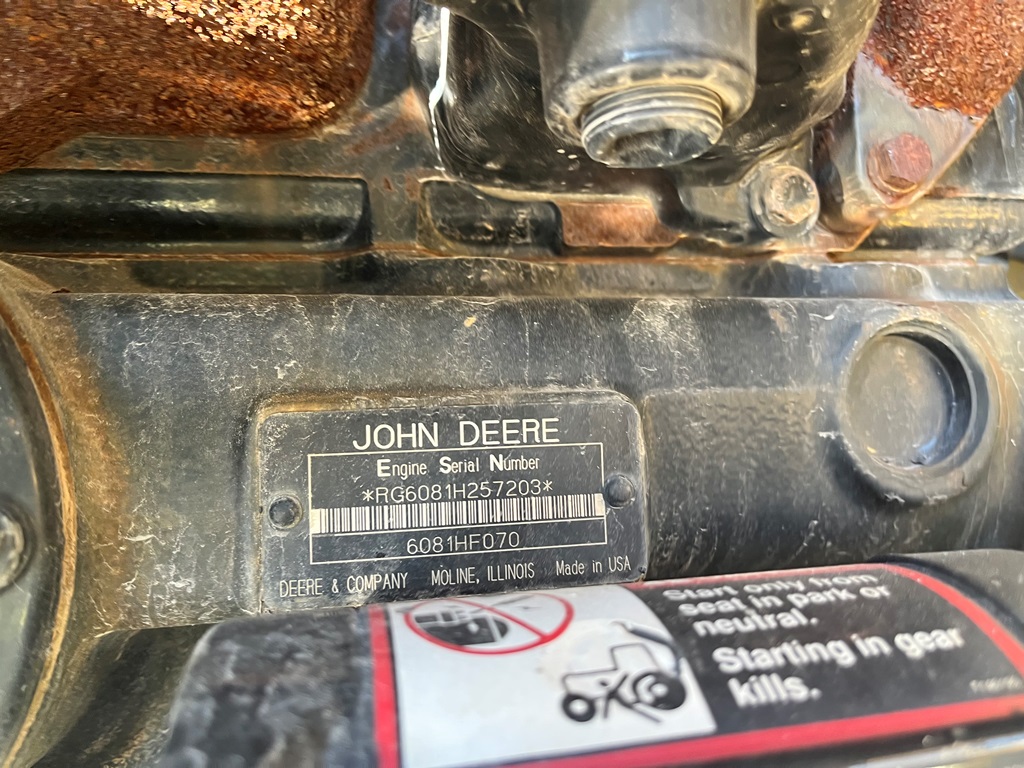 JOHN DEERE
Engine Serial Number
*RG6081H257203*
6081HF070
DEERE & COMPANY MOLINE, ILLINOIS Made in USA
Start only from
seat in park or
neutral.
Starting in gear
kills.